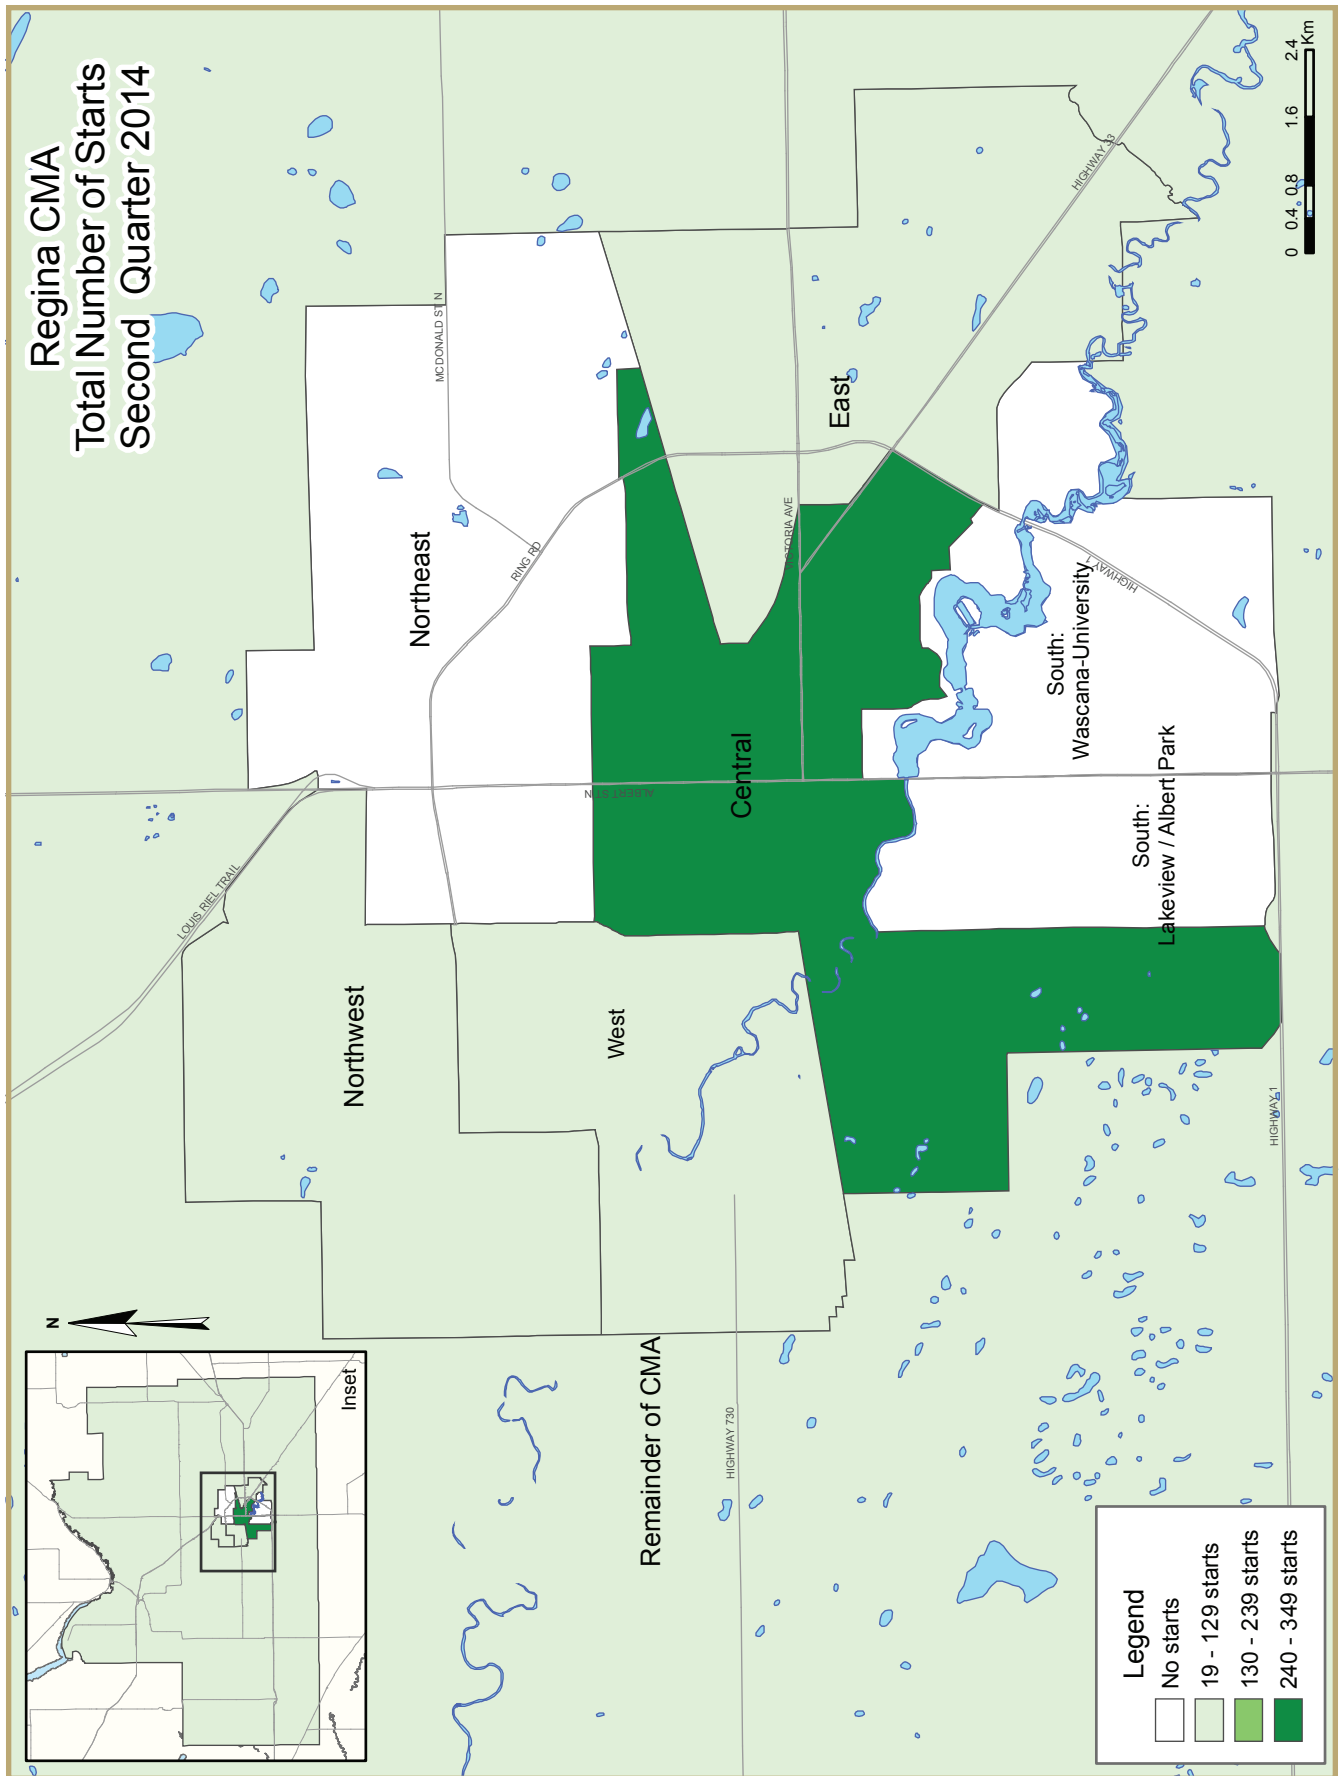 Regina CMA
Total Number of Starts
Second Quarter 2014
N
Inset
LOUIS RIEL TRAIL
MCDONALD ST N
Northwest
Northeast
RING RD
ALBERT ST N
West
Central
East
VICTORIA AVE
Remainder of CMA
HIGHWAY 730
HIGHWAY 33
South:
Wascana-University
HIGHWAY 1
South:
Lakeview / Albert Park
HIGHWAY 1
Legend
No starts
19 - 129 starts
130 - 239 starts
240 - 349 starts
0 0.4 0.8 1.6 2.4
Km